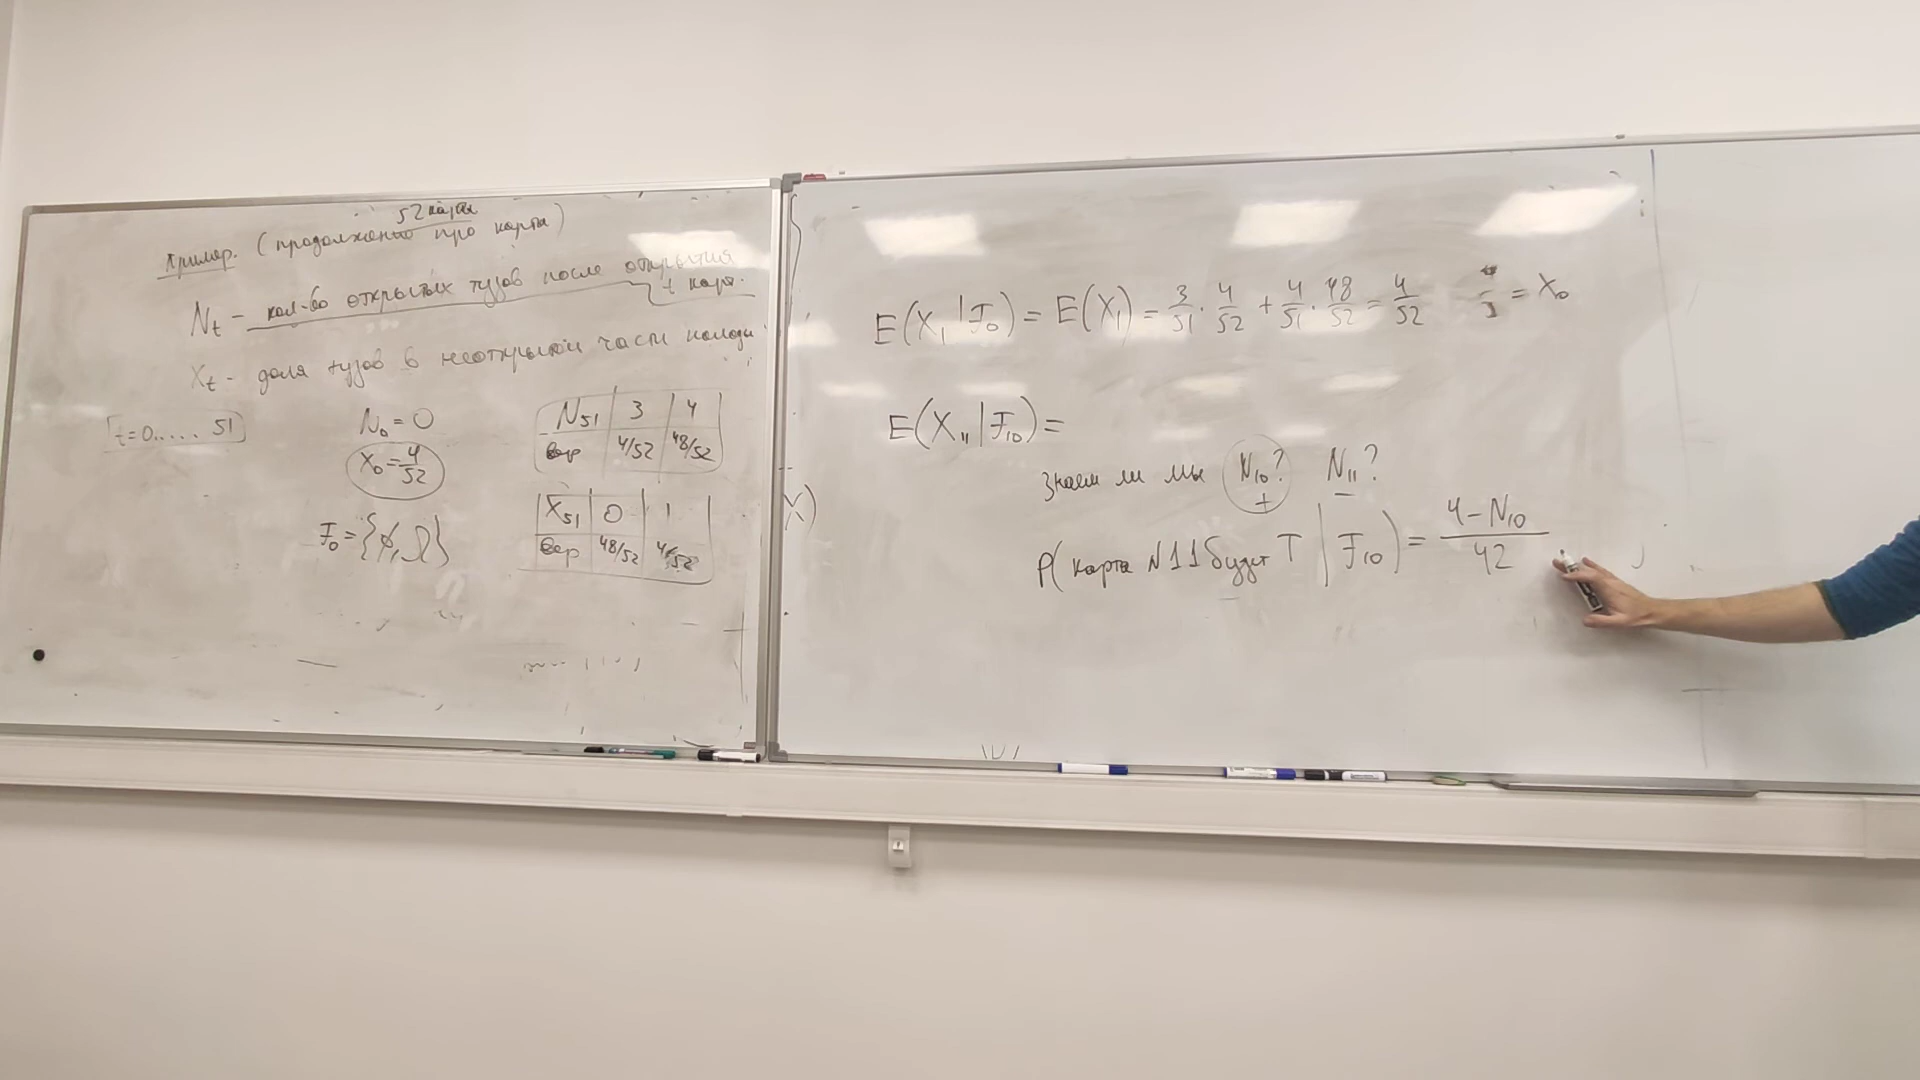 Пример. (продолжение про карты)
52 карты
N_t - кол-во открытых тузов после открытия
t карт.
X_t - доля тузов в неоткрытой части колоды
t=0,.... 51
N_0 = 0
X_0 = 4/52
F_0 = {∅, Ω}
N_51 | 3 | 4
вер | 4/52 | 48/52
X_51 | 0 | 1
вер | 48/52 | 4/52
E(X_1 | F_0) = E(X_1) = 3/51 · 4/52 + 4/51 · 48/52 = 4/52 = X_0
E(X_11 | F_10) =
Знаем ли мы N_10? N_11?
+ −
P( карта N11 будет T | F_10 ) = (4 - N_10)/42